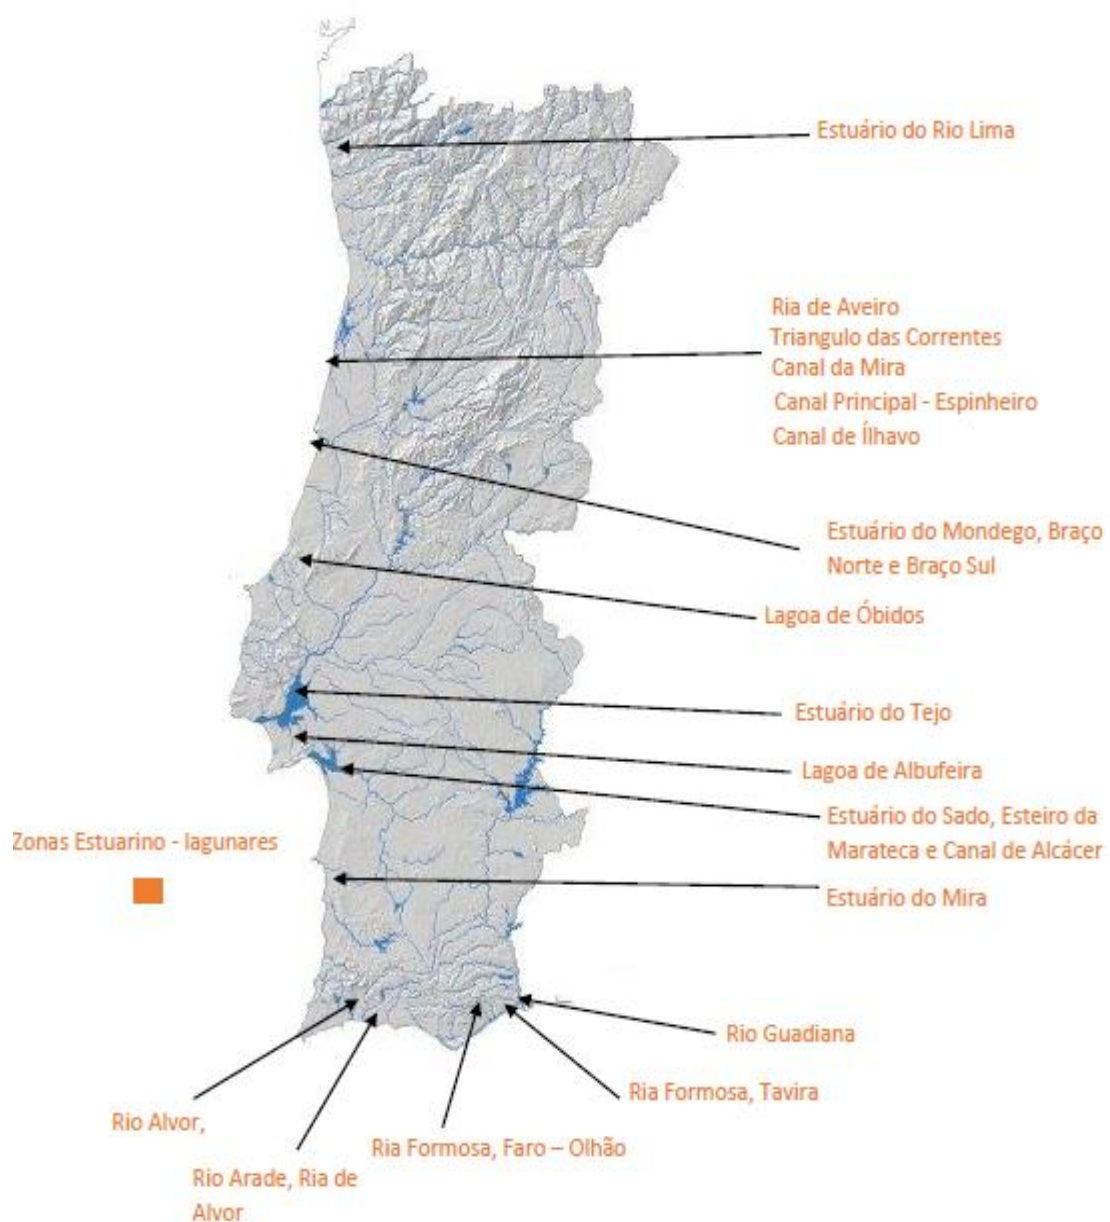 Estuário do Rio Lima
Ria de Aveiro
Triangulo das Correntes
Canal da Mira
Canal Principal - Espinheiro
Canal de Ílhavo
Estuário do Mondego, Braço
Norte e Braço Sul
Lagoa de Óbidos
Estuário do Tejo
Lagoa de Albufeira
Estuário do Sado, Esteiro da
Marateca e Canal de Alcácer
Zonas Estuarino - lagunares
Estuário do Mira
Rio Guadiana
Ria Formosa, Tavira
Rio Alvor,
Ria Formosa, Faro – Olhão
Rio Arade, Ria de
Alvor